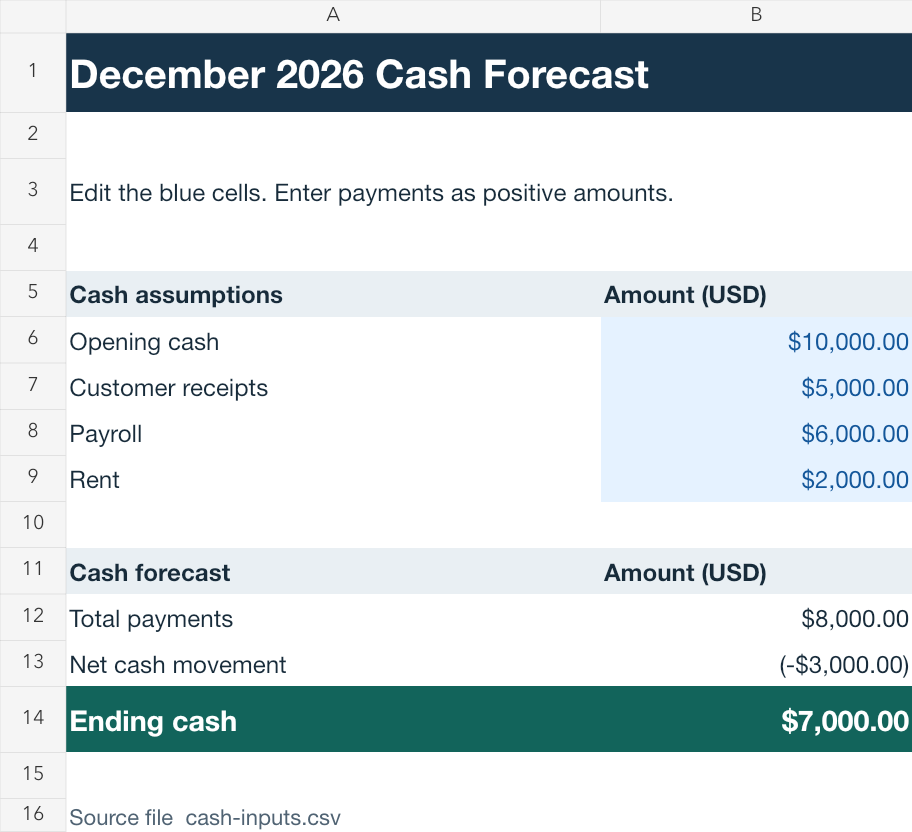 A B
1 December 2026 Cash Forecast
2
3 Edit the blue cells. Enter payments as positive amounts.
4
5 Cash assumptions Amount (USD)
6 Opening cash $10,000.00
7 Customer receipts $5,000.00
8 Payroll $6,000.00
9 Rent $2,000.00
10
11 Cash forecast Amount (USD)
12 Total payments $8,000.00
13 Net cash movement (-$3,000.00)
14 Ending cash $7,000.00
15
16 Source file cash-inputs.csv